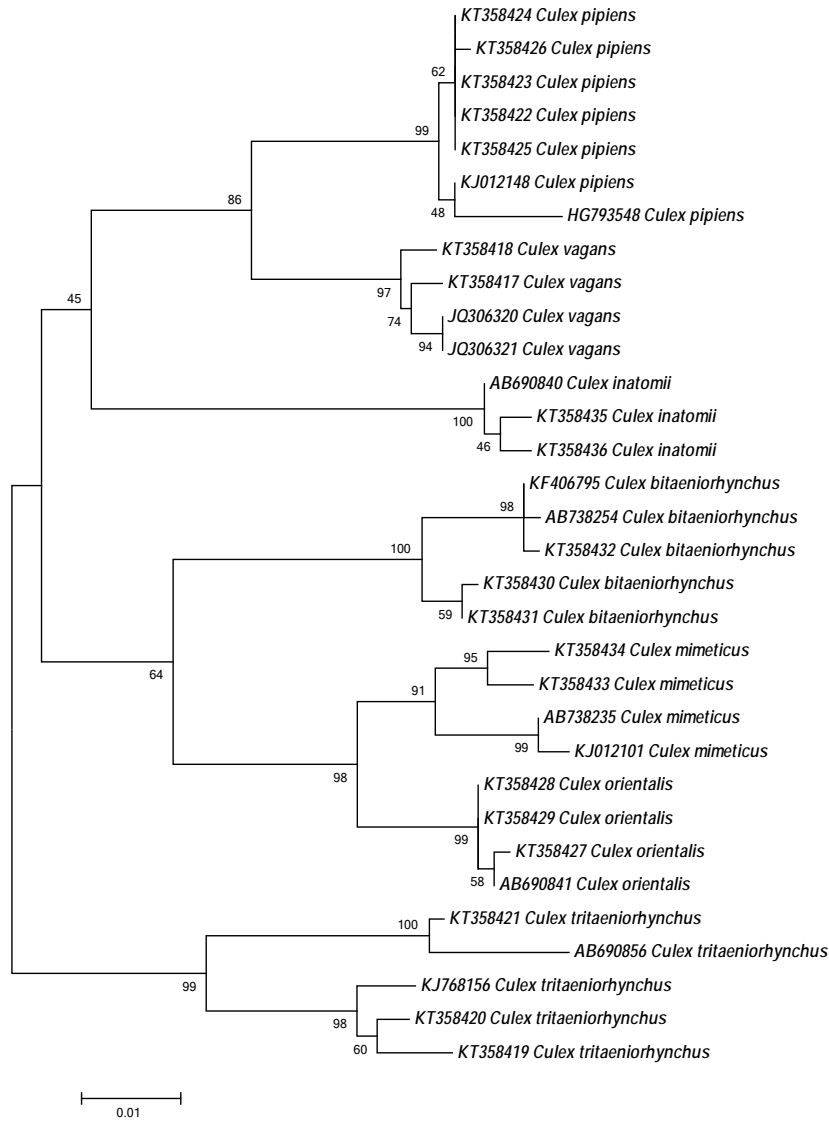 KT358424 Culex pipiens
KT358426 Culex pipiens
62
KT358423 Culex pipiens
KT358422 Culex pipiens
99
KT358425 Culex pipiens
KJ012148 Culex pipiens
86
48
HG793548 Culex pipiens
KT358418 Culex vagans
97
KT358417 Culex vagans
45
74
JQ306320 Culex vagans
94
JQ306321 Culex vagans
AB690840 Culex inatomii
100
KT358435 Culex inatomii
46
KT358436 Culex inatomii
KF406795 Culex bitaeniorhynchus
98
AB738254 Culex bitaeniorhynchus
100
KT358432 Culex bitaeniorhynchus
KT358430 Culex bitaeniorhynchus
59
KT358431 Culex bitaeniorhynchus
64
95
KT358434 Culex mimeticus
91
KT358433 Culex mimeticus
AB738235 Culex mimeticus
99
KJ012101 Culex mimeticus
98
KT358428 Culex orientalis
KT358429 Culex orientalis
99
KT358427 Culex orientalis
58
AB690841 Culex orientalis
100
KT358421 Culex tritaeniorhynchus
AB690856 Culex tritaeniorhynchus
99
KJ768156 Culex tritaeniorhynchus
98
KT358420 Culex tritaeniorhynchus
60
KT358419 Culex tritaeniorhynchus
0.01